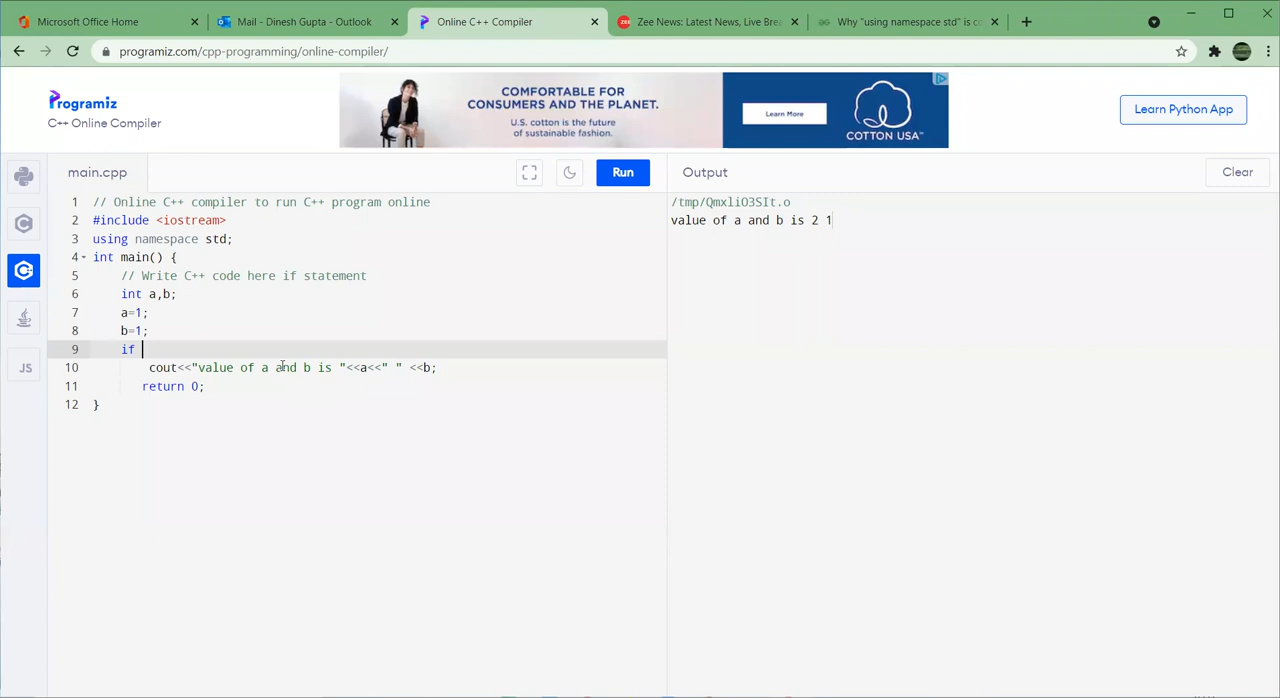 Microsoft Office Home
Mail - Dinesh Gupta - Outlook
Online C++ Compiler
Zee News: Latest News, Live Brea
Why "using namespace std" is co
programiz.com/cpp-programming/online-compiler/
Programiz
C++ Online Compiler
COMFORTABLE FOR
CONSUMERS AND THE PLANET.
U.S. cotton is the future
of sustainable fashion.
Learn More
COTTON USA™
Learn Python App
main.cpp
Run
Output
Clear
1 // Online C++ compiler to run C++ program online
2 #include <iostream>
3 using namespace std;
4 int main() {
5 // Write C++ code here if statement
6 int a,b;
7 a=1;
8 b=1;
9 if
10 cout<<"value of a and b is "<<a<<" " <<b;
11 return 0;
12 }
/tmp/QmxliO3SIt.o
value of a and b is 2 1
JS